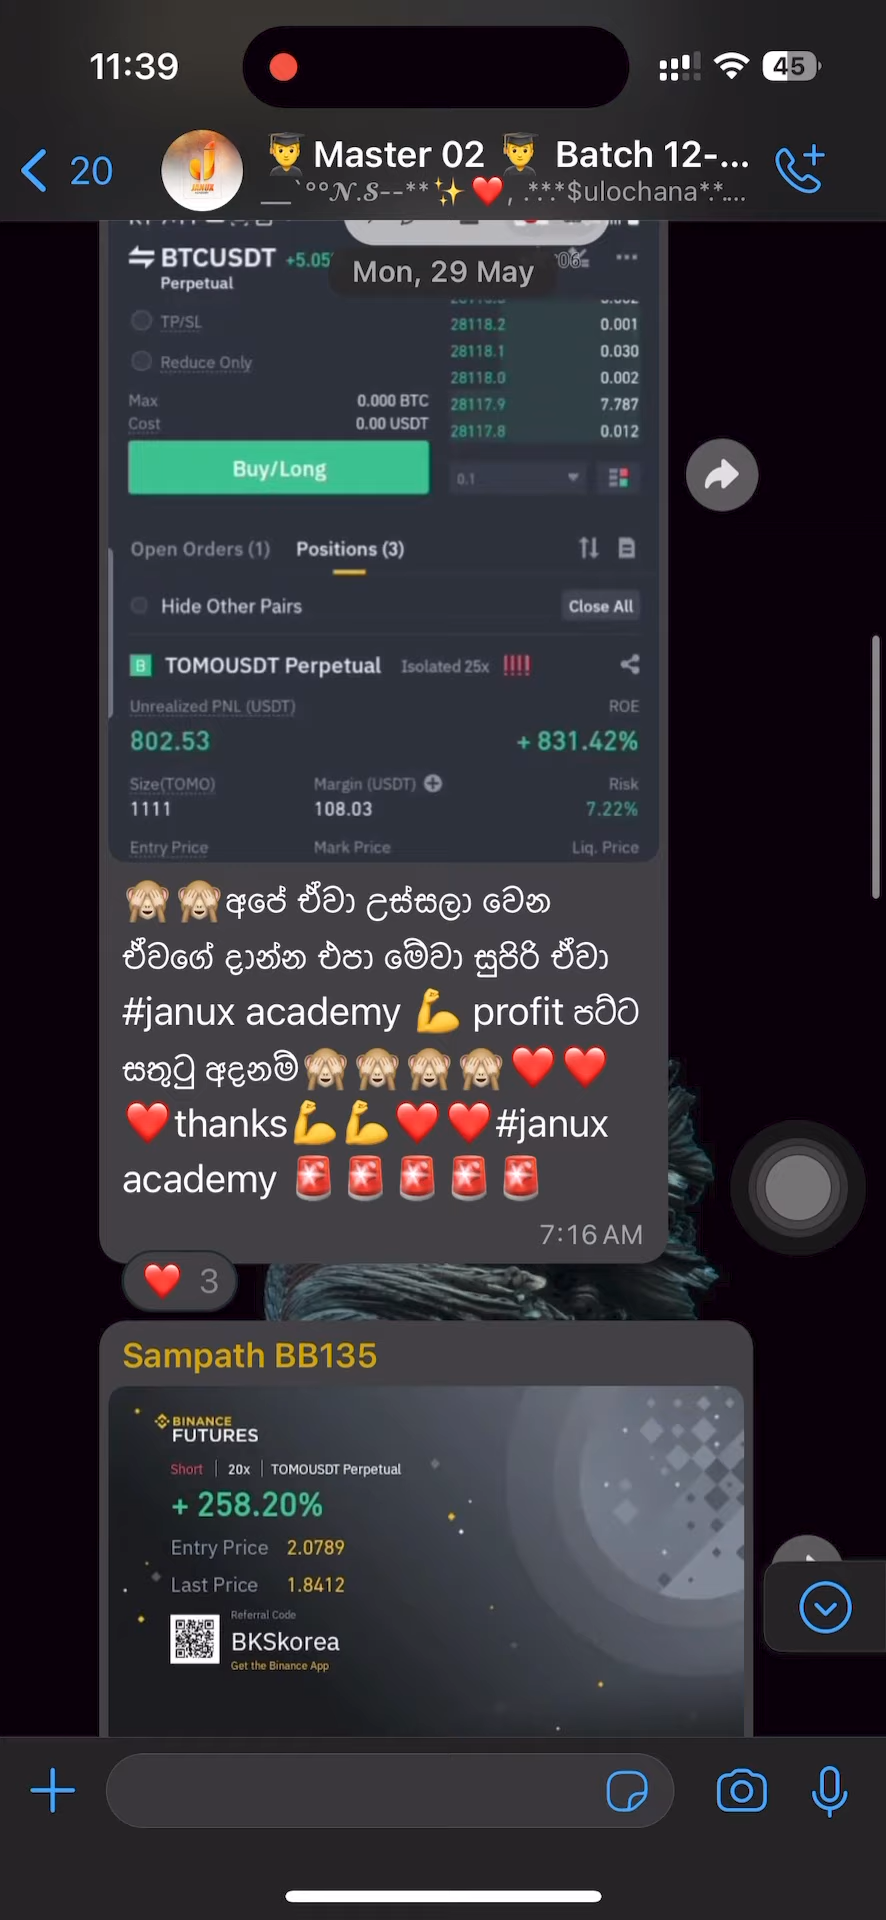 11:39
45
20
Master 02 Batch 12-...
__`°°𝓝.𝓢--**✨❤️, .***$ulochana**....
BTCUSDT +5.05
Perpetual
Mon, 29 May
TP/SL
28118.2 0.001
28118.1 0.030
Reduce Only
28118.0 0.002
Max 0.000 BTC
28117.9 7.787
Cost 0.00 USDT
28117.8 0.012
Buy/Long
0.1
Open Orders (1) Positions (3)
Hide Other Pairs Close All
B TOMOUSDT Perpetual Isolated 25x !!!!
Unrealized PNL (USDT) ROE
802.53 + 831.42%
Size(TOMO) Margin (USDT) Risk
1111 108.03 7.22%
Entry Price Mark Price Liq. Price
🙈🙈අපේ ඒවා උස්සලා වෙන
ඒවගේ දාන්න එපා මේවා සුපිරි ඒවා
#janux academy 💪 profit පට්ට
සතුටු අදනම්🙈🙈🙈🙈❤️❤️
❤️thanks💪💪❤️❤️#janux
academy 🚨🚨🚨🚨🚨
7:16 AM
❤️ 3
Sampath BB135
BINANCE
FUTURES
Short | 20x | TOMOUSDT Perpetual
+ 258.20%
Entry Price 2.0789
Last Price 1.8412
Referral Code
BKSkorea
Get the Binance App